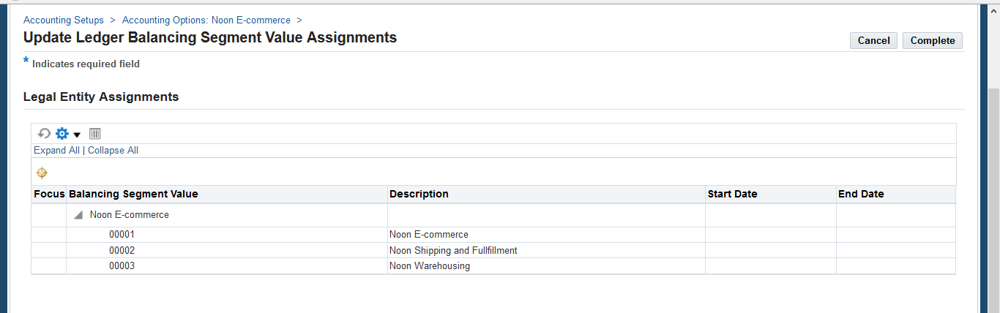 Accounting Setups > Accounting Options: Noon E-commerce >
Update Ledger Balancing Segment Value Assignments
Cancel Complete
* Indicates required field
Legal Entity Assignments
Expand All | Collapse All
Focus Balancing Segment Value Description Start Date End Date
Noon E-commerce
00001 Noon E-commerce
00002 Noon Shipping and Fullfillment
00003 Noon Warehousing